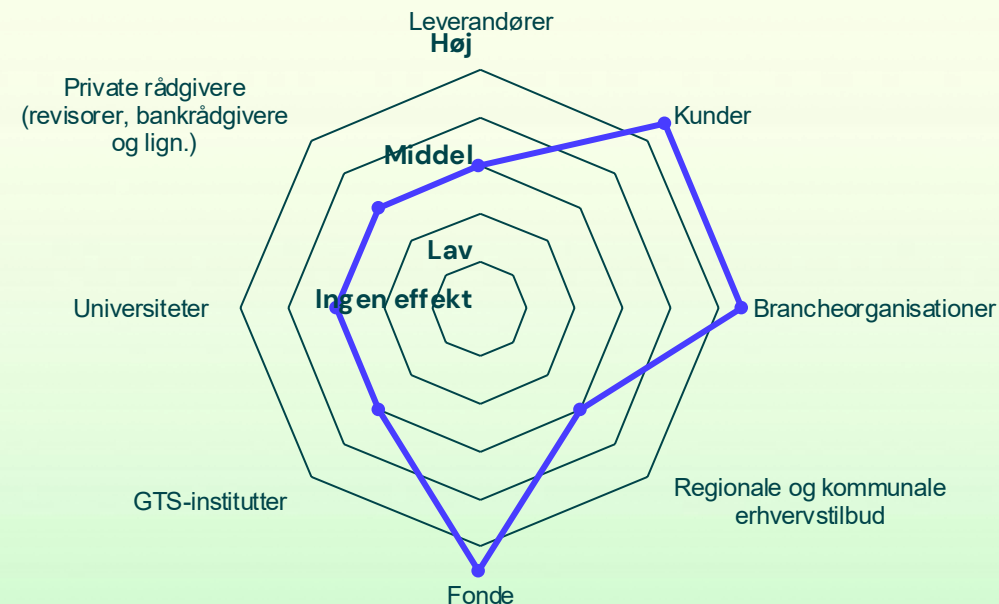 Leverandører
Høj
Private rådgivere
(revisorer, bankrådgivere
og lign.)
Kunder
Middel
Lav
Ingen effekt
Universiteter
Brancheorganisationer
GTS-institutter
Regionale og kommunale
erhvervstilbud
Fonde